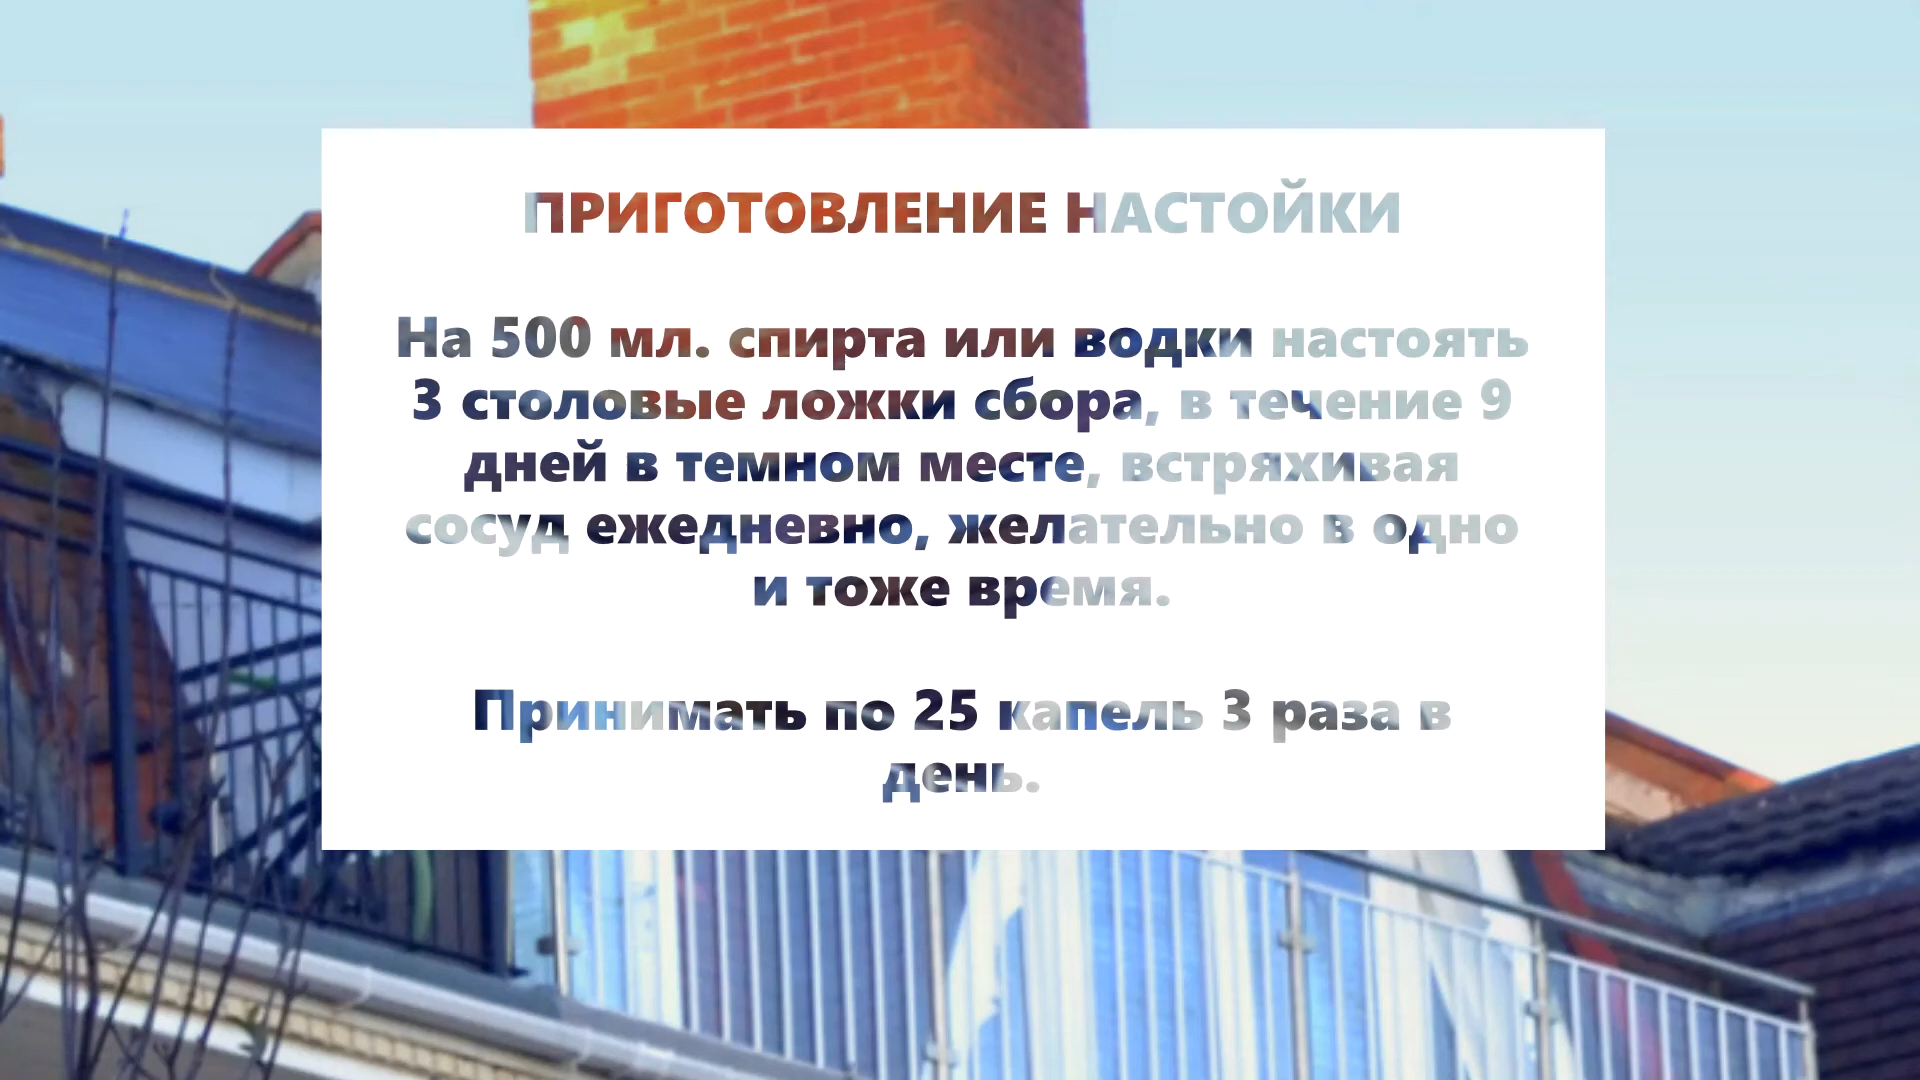 ПРИГОТОВЛЕНИЕ НАСТОЙКИ
На 500 мл. спирта или водки настоять
3 столовые ложки сбора, в течение 9
дней в темном месте, встряхивая
сосуд ежедневно, желательно в одно
и тоже время.
Принимать по 25 капель 3 раза в
день.